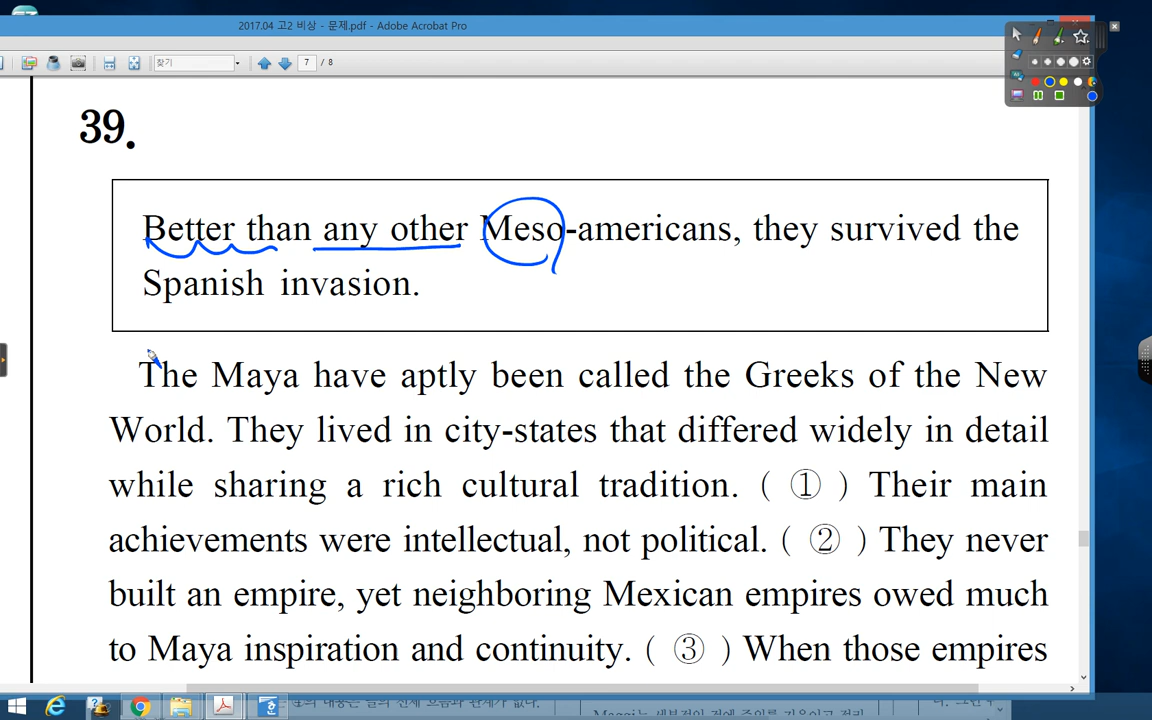 2017.04 고2 비상 - 문제.pdf - Adobe Acrobat Pro
찾기
7 / 8
39.
Better than any other Meso-americans, they survived the
Spanish invasion.
The Maya have aptly been called the Greeks of the New
World. They lived in city-states that differed widely in detail
while sharing a rich cultural tradition. ( ① ) Their main
achievements were intellectual, not political. ( ② ) They never
built an empire, yet neighboring Mexican empires owed much
to Maya inspiration and continuity. ( ③ ) When those empires